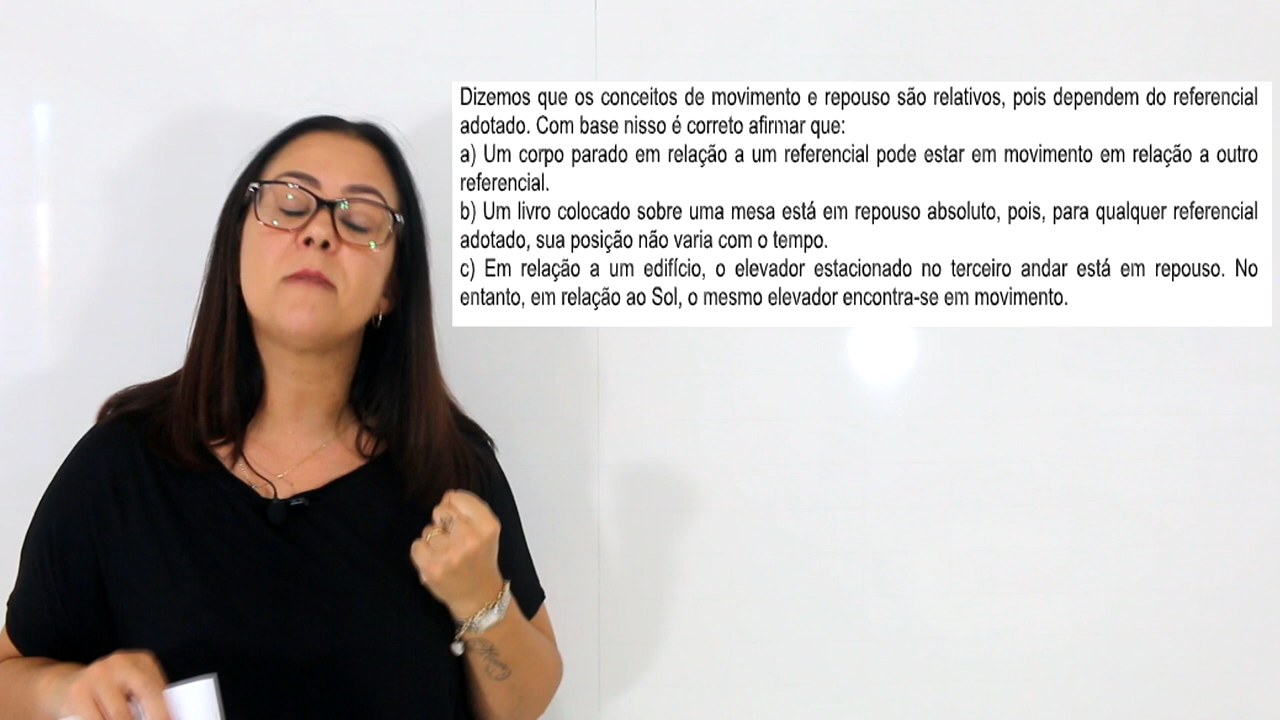 Dizemos que os conceitos de movimento e repouso são relativos, pois dependem do referencial
adotado. Com base nisso é correto afirmar que:
a) Um corpo parado em relação a um referencial pode estar em movimento em relação a outro
referencial.
b) Um livro colocado sobre uma mesa está em repouso absoluto, pois, para qualquer referencial
adotado, sua posição não varia com o tempo.
c) Em relação a um edifício, o elevador estacionado no terceiro andar está em repouso. No
entanto, em relação ao Sol, o mesmo elevador encontra-se em movimento.